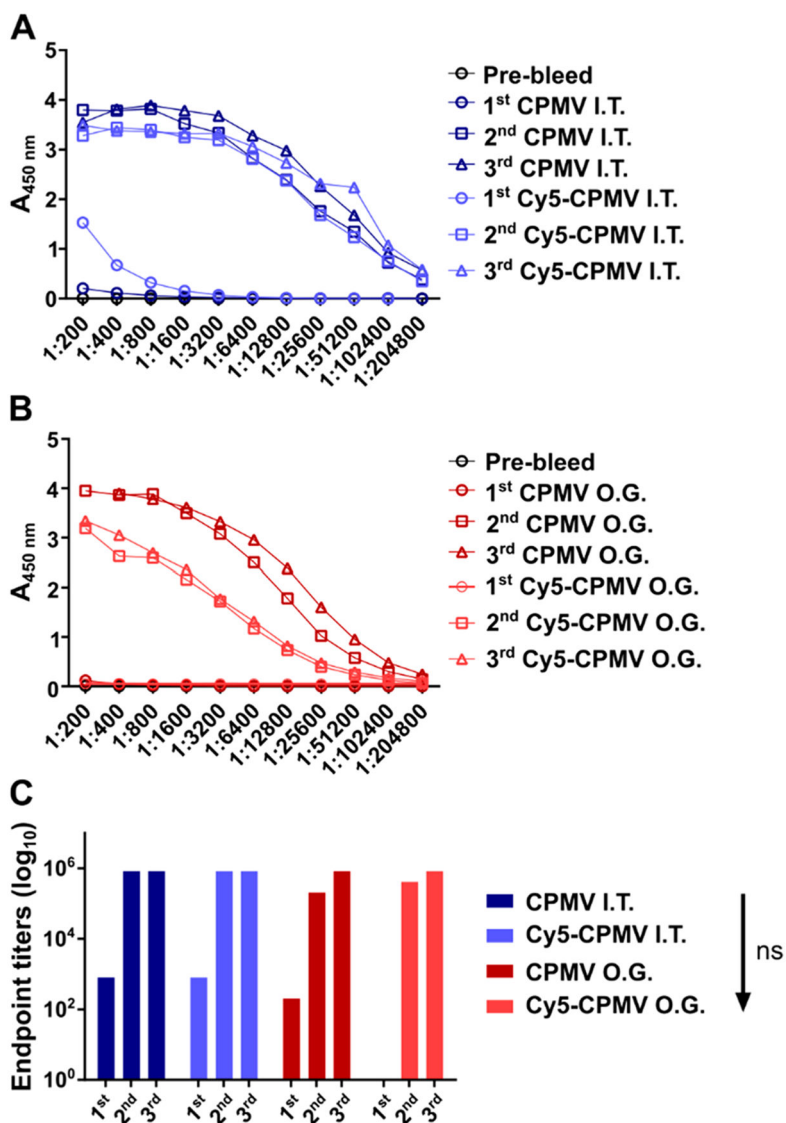 A
A450 nm
5
4
3
2
1
0
1:200
1:400
1:800
1:1600
1:3200
1:6400
1:12800
1:25600
1:51200
1:102400
1:204800
Pre-bleed
1st CPMV I.T.
2nd CPMV I.T.
3rd CPMV I.T.
1st Cy5-CPMV I.T.
2nd Cy5-CPMV I.T.
3rd Cy5-CPMV I.T.
B
A450 nm
5
4
3
2
1
0
1:200
1:400
1:800
1:1600
1:3200
1:6400
1:12800
1:25600
1:51200
1:102400
1:204800
Pre-bleed
1st CPMV O.G.
2nd CPMV O.G.
3rd CPMV O.G.
1st Cy5-CPMV O.G.
2nd Cy5-CPMV O.G.
3rd Cy5-CPMV O.G.
C
Endpoint titers (log10)
10^6
10^4
10^2
10^0
1st 2nd 3rd 1st 2nd 3rd 1st 2nd 3rd 1st 2nd 3rd
CPMV I.T.
Cy5-CPMV I.T.
CPMV O.G.
Cy5-CPMV O.G.
ns